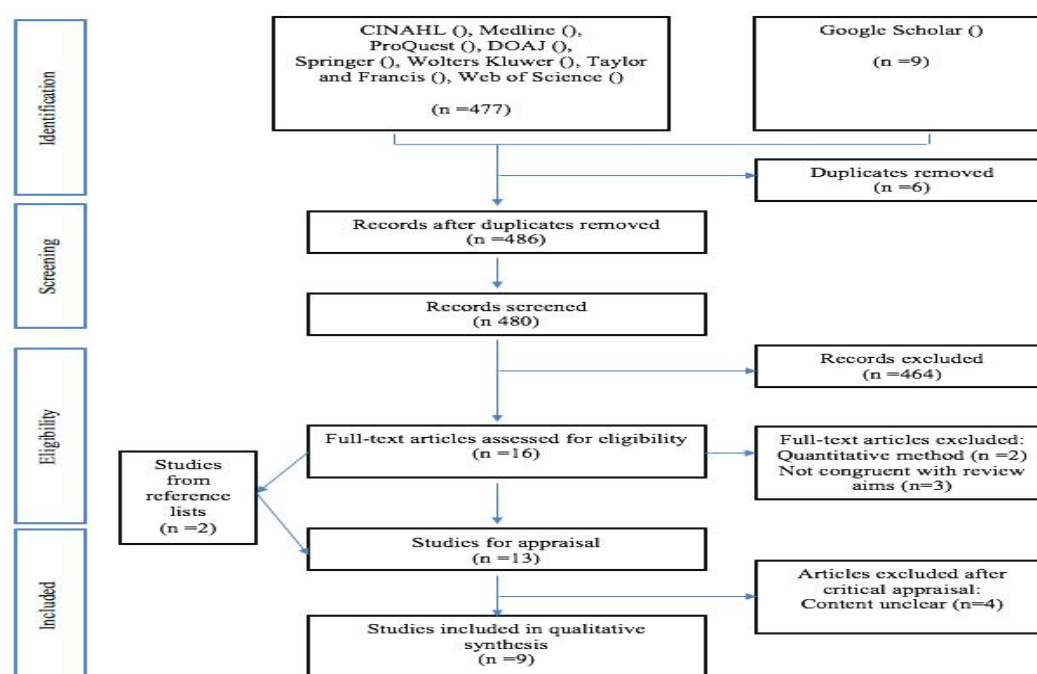 CINAHL (), Medline (),
ProQuest (), DOAJ (),
Springer (), Wolters Kluwer (), Taylor
and Francis (), Web of Science ()
(n =477)
Google Scholar ()
(n =9)
Identification
Duplicates removed
(n =6)
Records after duplicates removed
(n =486)
Screening
Records screened
(n 480)
Records excluded
(n =464)
Eligibility
Full-text articles assessed for eligibility
(n =16)
Full-text articles excluded:
Quantitative method (n =2)
Not congruent with review
aims (n=3)
Studies
from
reference
lists
(n =2)
Studies for appraisal
(n =13)
Included
Articles excluded after
critical appraisal:
Content unclear (n=4)
Studies included in qualitative
synthesis
(n =9)